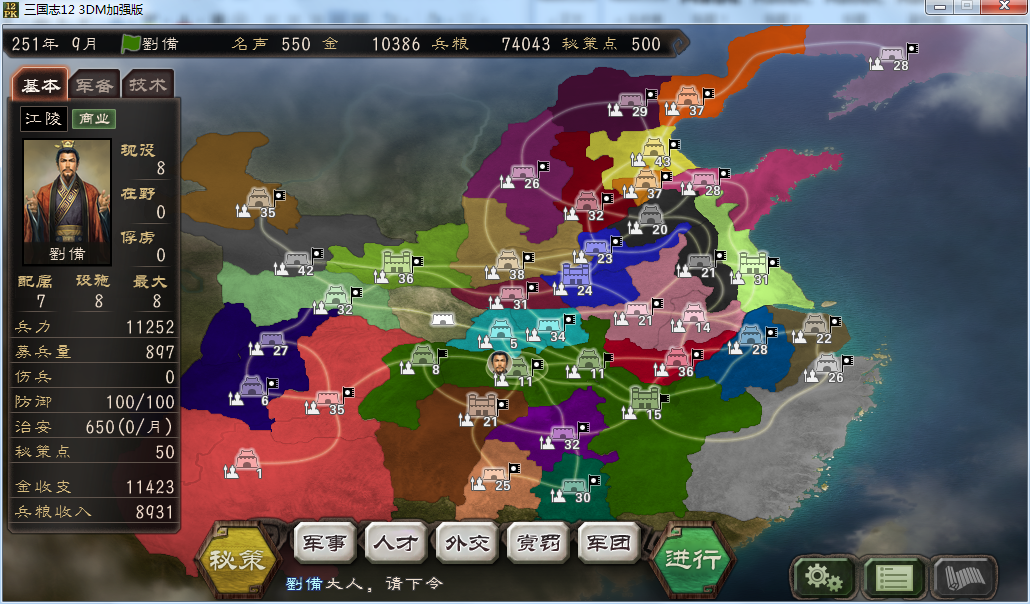 12 PK 三国志12 3DM加强版
251年 9月 劉備 名声 550 金 10386 兵粮 74043 秘策点 500
基本 军备 技术
江陵 商业
现役 8
在野 0
俘虏 0
劉備
配属 设施 最大
7 8 8
兵力 11252
募兵量 897
伤兵 0
防御 100/100
治安 650(0/月)
秘策点 50
金收支 11423
兵粮收入 8931
28
29
37
43
26
37
28
32
35
20
23
42
36
38
21
31
24
32
31
21
14
5
34
22
27
28
8
11
11
36
26
6
35
21
15
32
1
25
30
秘策 军事 人才 外交 赏罚 军团 进行
劉備大人，请下令